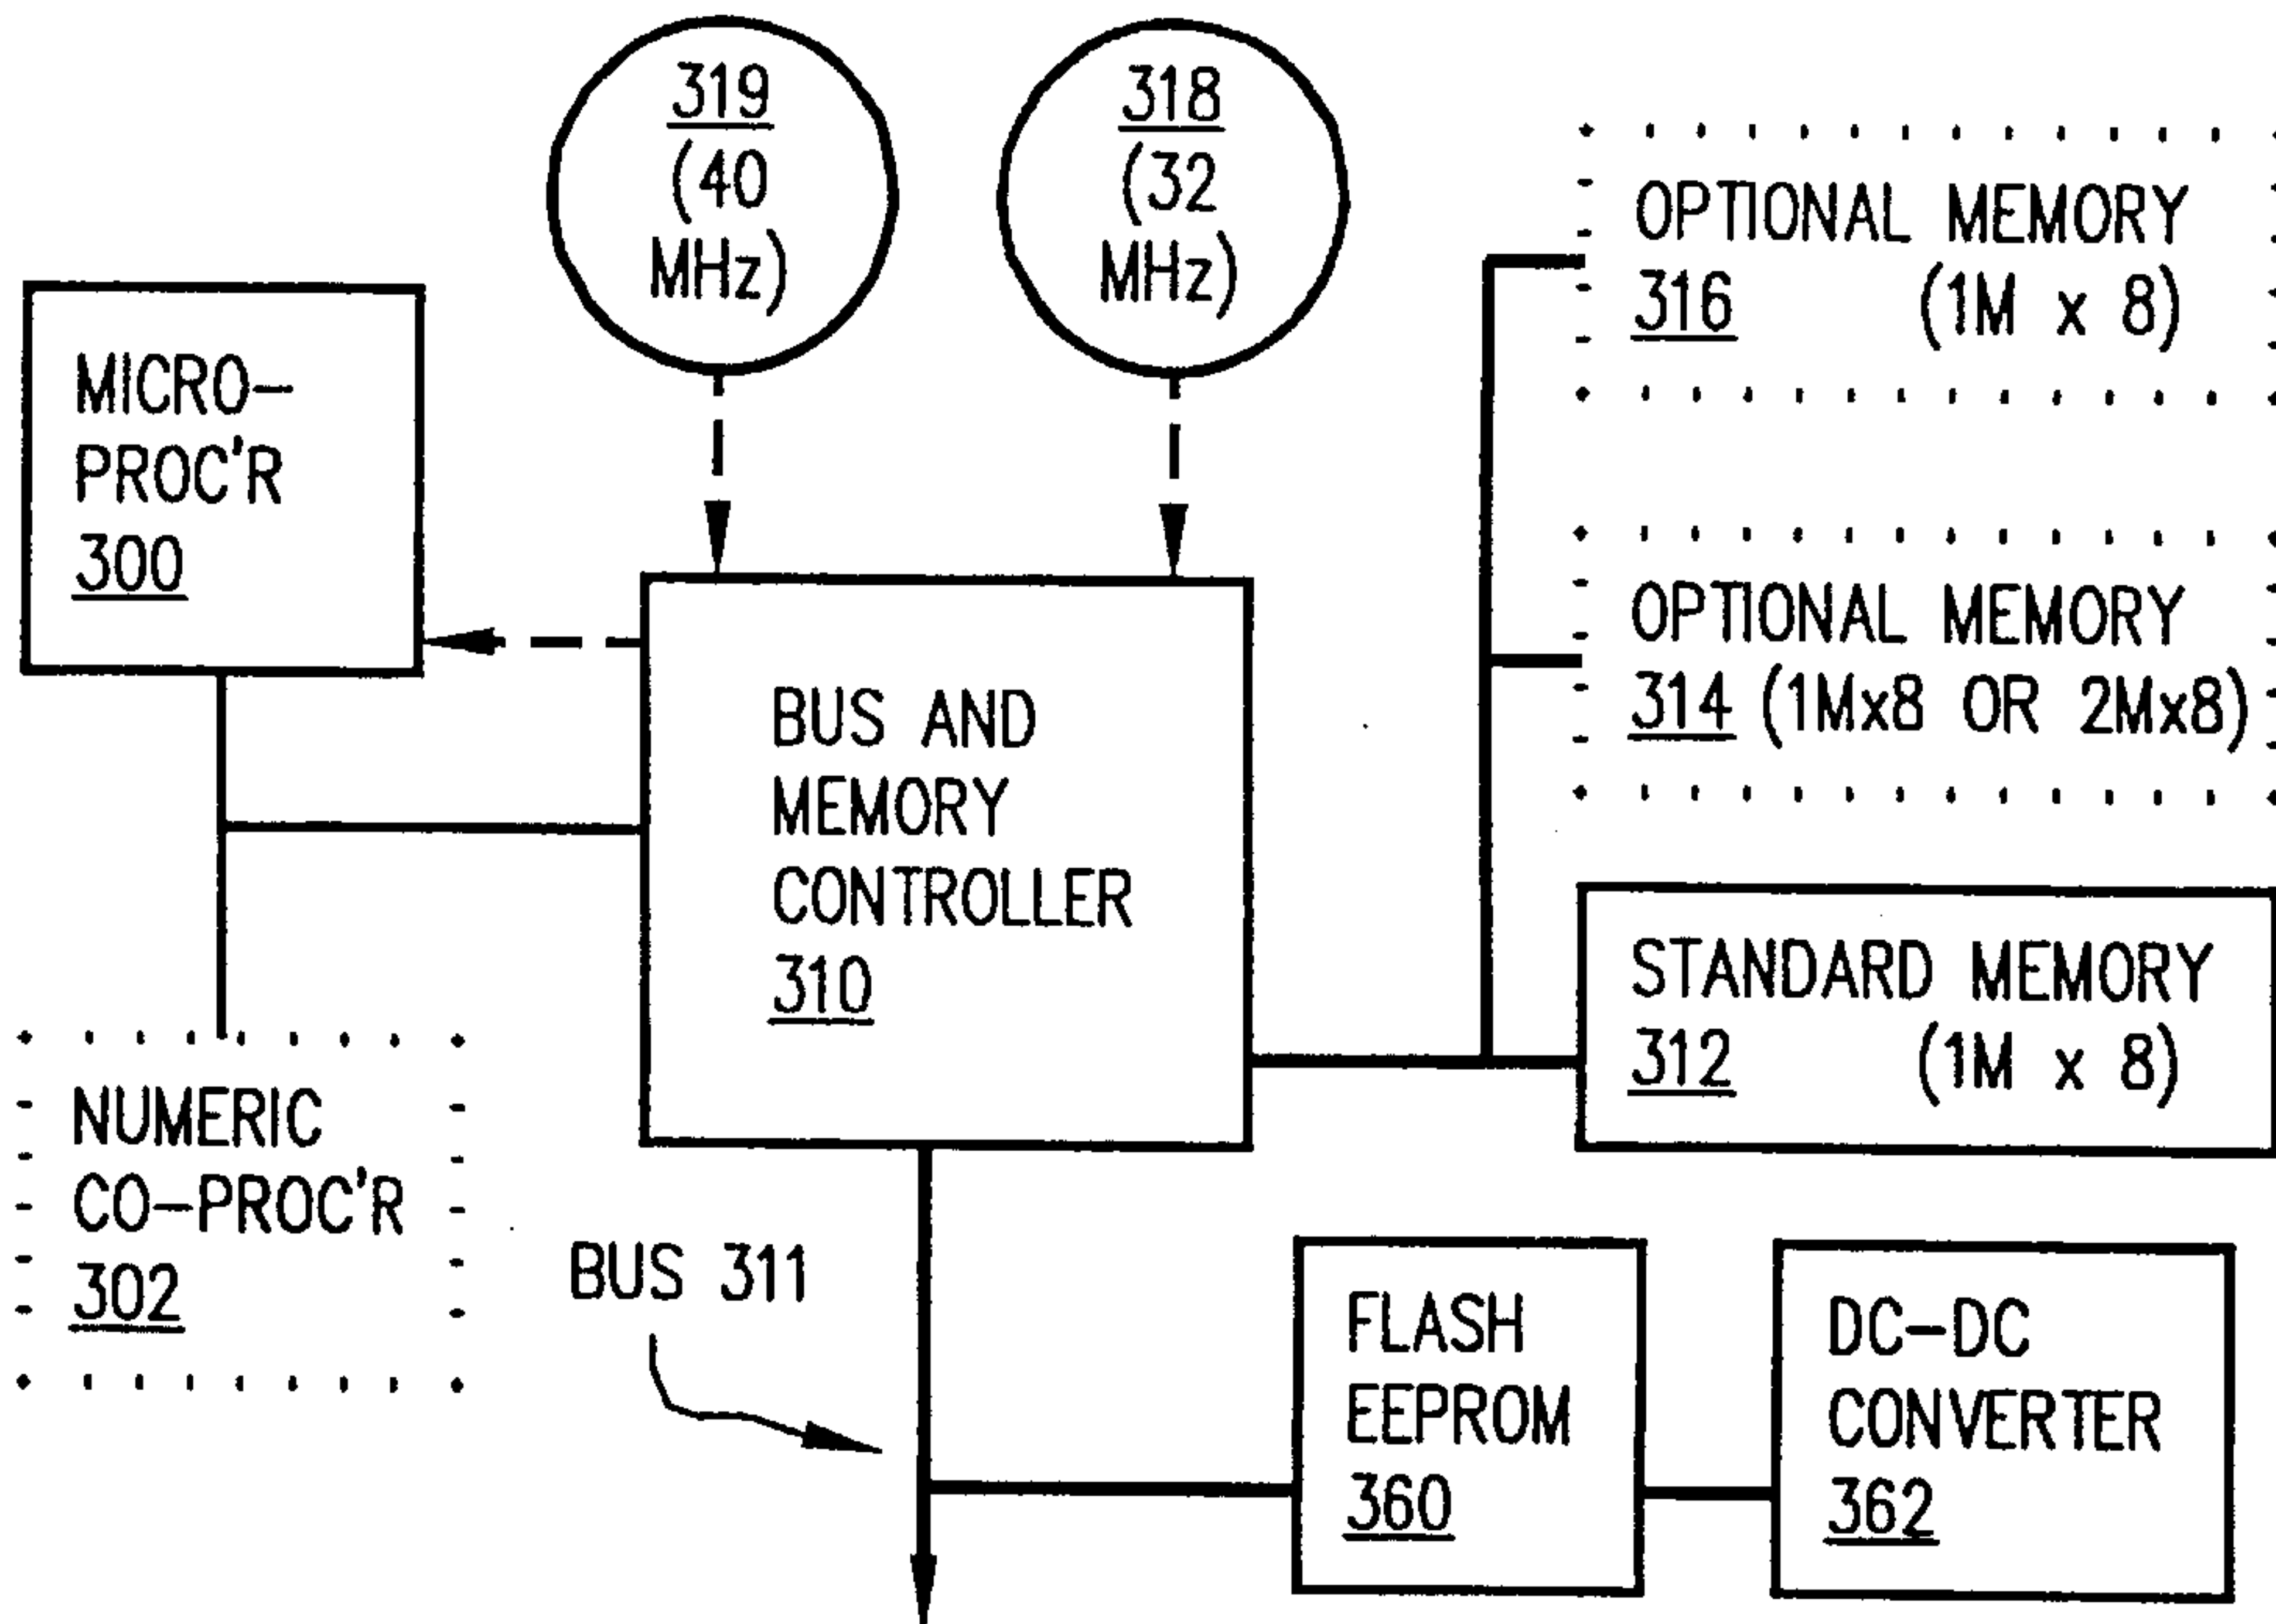 319
(40
MHz)
318
(32
MHz)
OPTIONAL MEMORY
316 (1M x 8)
MICRO-
PROC'R
300
OPTIONAL MEMORY
314 (1Mx8 OR 2Mx8)
BUS AND
MEMORY
CONTROLLER
310
STANDARD MEMORY
312 (1M x 8)
NUMERIC
CO-PROC'R
302
BUS 311
FLASH
EEPROM
360
DC-DC
CONVERTER
362